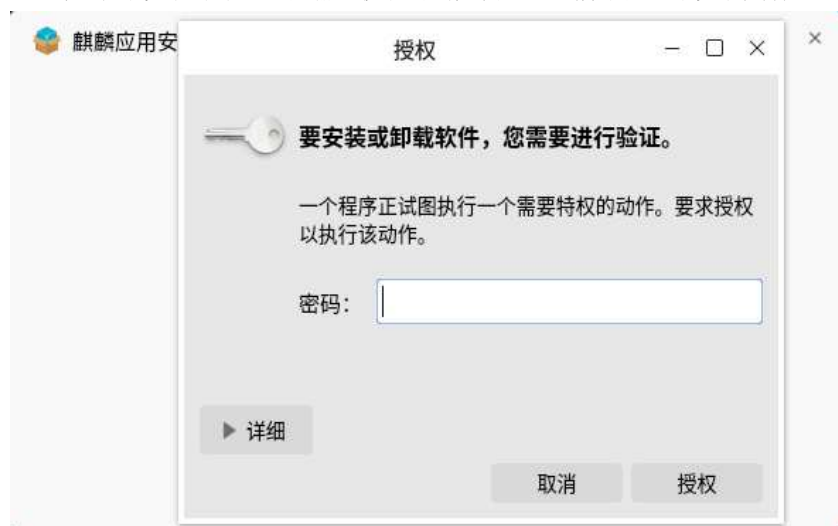 麒麟应用安
授权
要安装或卸载软件，您需要进行验证。
一个程序正试图执行一个需要特权的动作。要求授权
以执行该动作。
密码：
详细
取消
授权